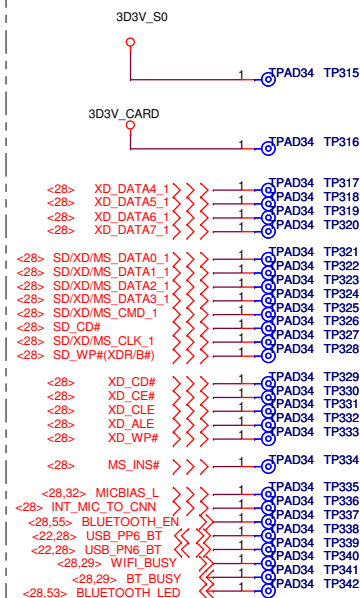 3D3V_S0
1 TPAD34 TP315
3D3V_CARD
1 TPAD34 TP316
<28> XD_DATA4_1 1 TPAD34 TP317
<28> XD_DATA5_1 1 TPAD34 TP318
<28> XD_DATA6_1 1 TPAD34 TP319
<28> XD_DATA7_1 1 TPAD34 TP320
<28> SD/XD/MS_DATA0_1 1 TPAD34 TP321
<28> SD/XD/MS_DATA1_1 1 TPAD34 TP322
<28> SD/XD/MS_DATA2_1 1 TPAD34 TP323
<28> SD/XD/MS_DATA3_1 1 TPAD34 TP324
<28> SD/XD/MS_CMD_1 1 TPAD34 TP325
<28> SD_CD# 1 TPAD34 TP326
<28> SD/XD/MS_CLK_1 1 TPAD34 TP327
<28> SD_WP#(XDR/B#) 1 TPAD34 TP328
<28> XD_CD# 1 TPAD34 TP329
<28> XD_CE# 1 TPAD34 TP330
<28> XD_CLE 1 TPAD34 TP331
<28> XD_ALE 1 TPAD34 TP332
<28> XD_WP# 1 TPAD34 TP333
<28> MS_INS# 1 TPAD34 TP334
<28,32> MICBIAS_L 1 TPAD34 TP335
<28> INT_MIC_TO_CNN 1 TPAD34 TP336
<28,55> BLUETOOTH_EN 1 TPAD34 TP337
<22,28> USB_PP6_BT 1 TPAD34 TP338
<22,28> USB_PN6_BT 1 TPAD34 TP339
<28,29> WIFI_BUSY 1 TPAD34 TP340
<28,29> BT_BUSY 1 TPAD34 TP341
<28,53> BLUETOOTH_LED 1 TPAD34 TP342